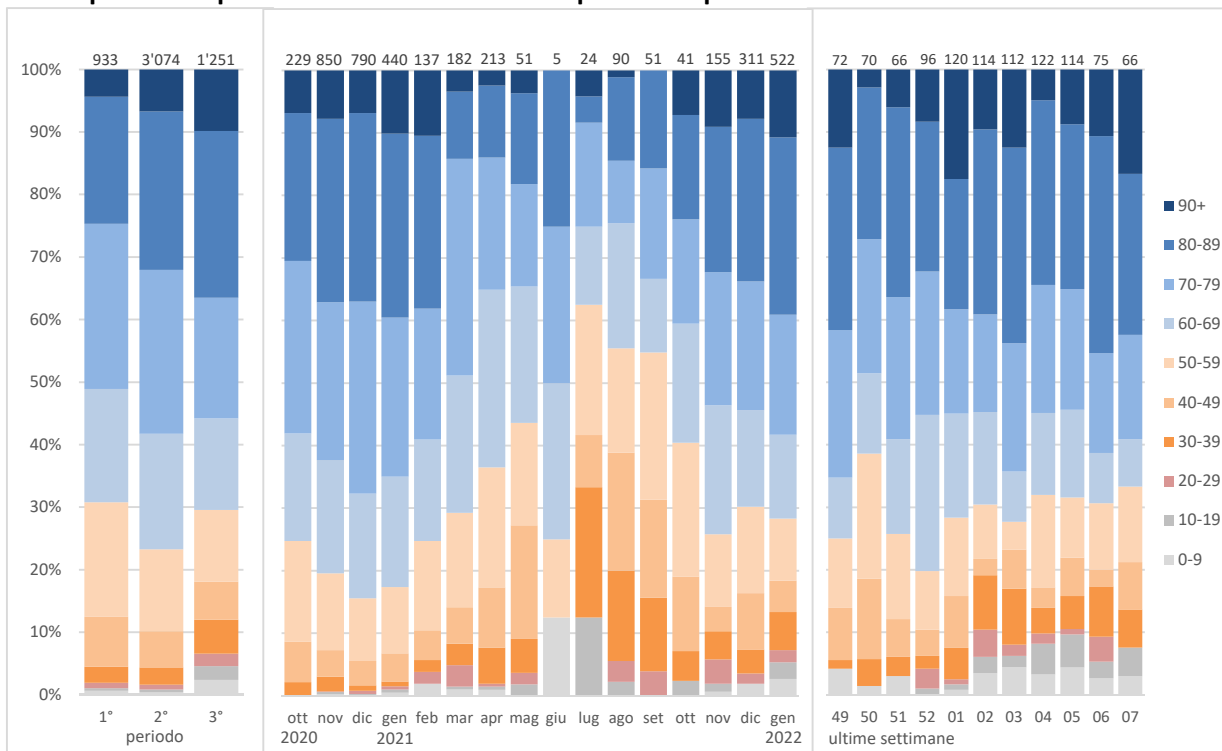 933 3'074 1'251
229 850 790 440 137 182 213 51 5 24 90 51 41 155 311 522
72 70 66 96 120 114 112 122 114 75 66
100%
90%
80%
70%
60%
50%
40%
30%
20%
10%
0%
90+
80-89
70-79
60-69
50-59
40-49
30-39
20-29
10-19
0-9
1° 2° 3°
periodo
ott nov dic gen feb mar apr mag giu lug ago set ott nov dic gen
2020 2021 2022
49 50 51 52 01 02 03 04 05 06 07
ultime settimane